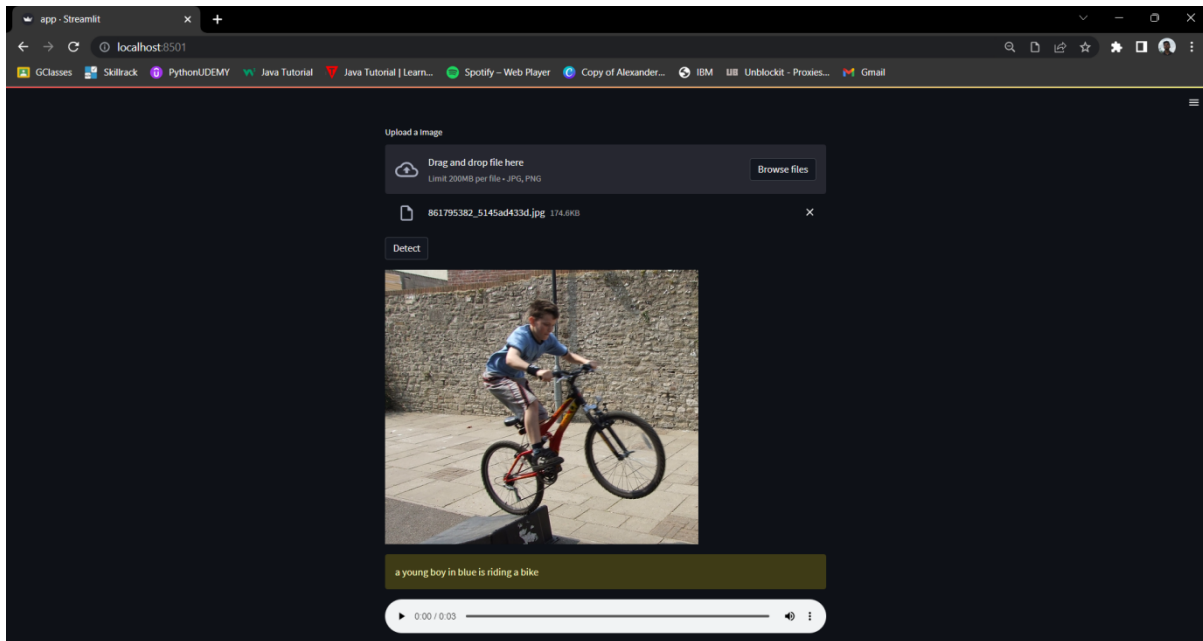 app - Streamlit
localhost:8501
GClasses Skillrack PythonUDEMY Java Tutorial Java Tutorial | Learn... Spotify – Web Player Copy of Alexander... IBM Unblockit - Proxies... Gmail
Upload a Image
Drag and drop file here
Limit 200MB per file • JPG, PNG
Browse files
861795382_5145ad433d.jpg 174.6KB
Detect
a young boy in blue is riding a bike
0:00 / 0:03